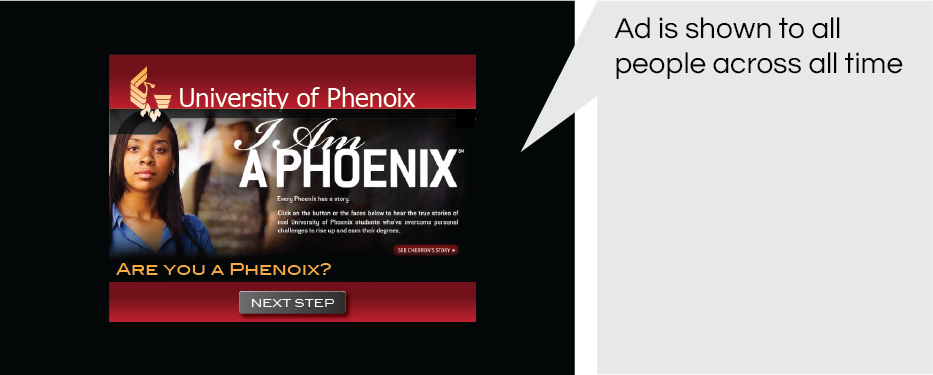 Ad is shown to all
people across all time
University of Phenoix
I Am
A PHOENIX℠
Every Phoenix has a story.
Click on the button or the faces below to hear the true stories of
real University of Phoenix students who've overcome personal
challenges to rise up and earn their degrees.
SEE CHERRON'S STORY ▸
ARE YOU A PHENOIX?
NEXT STEP